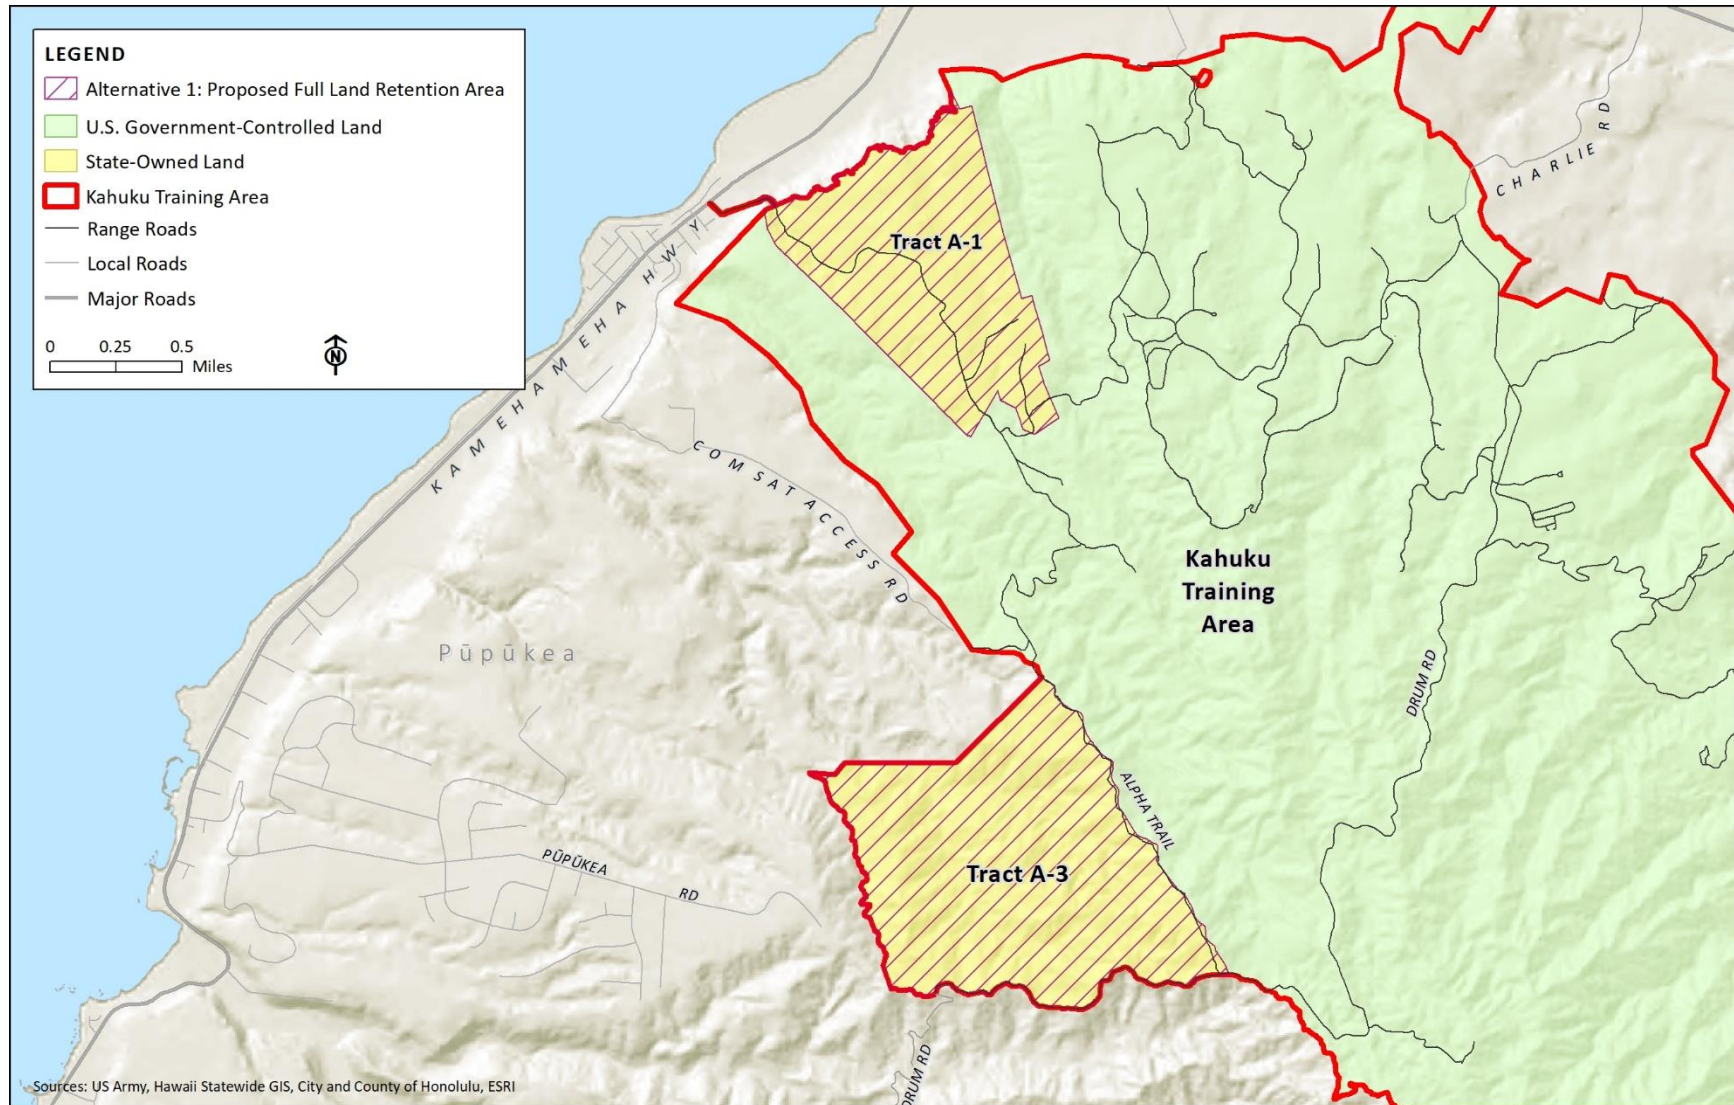 LEGEND
Alternative 1: Proposed Full Land Retention Area
U.S. Government-Controlled Land
State-Owned Land
Kahuku Training Area
Range Roads
Local Roads
Major Roads
0 0.25 0.5
Miles
N
CHARLIE RD
Tract A-1
KAMEHAMEHA HWY
COMSAT ACCESS RD
Kahuku
Training
Area
Pūpūkea
DRUM RD
ALPHA TRAIL
PŪPŪKEA RD
Tract A-3
DRUM RD
Sources: US Army, Hawaii Statewide GIS, City and County of Honolulu, ESRI